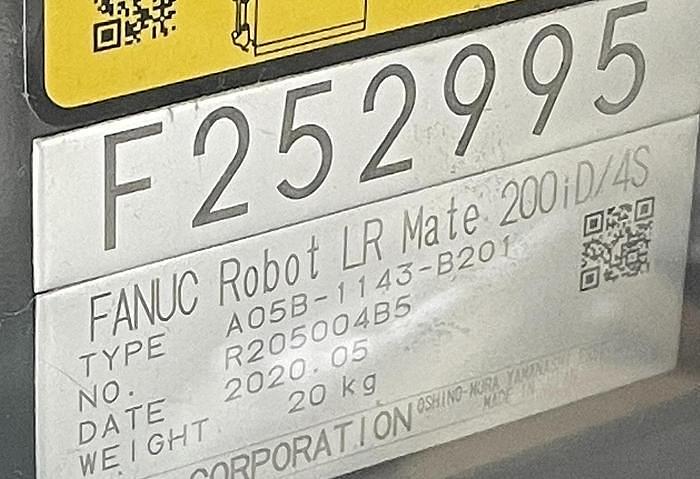 F252995
FANUC Robot LR Mate 200iD/4S
TYPE A05B-1143-B201
NO. R205004B5
DATE 2020.05
WEIGHT 20 kg
CORPORATION OSHINO-MURA, YAMANASHI
MADE IN